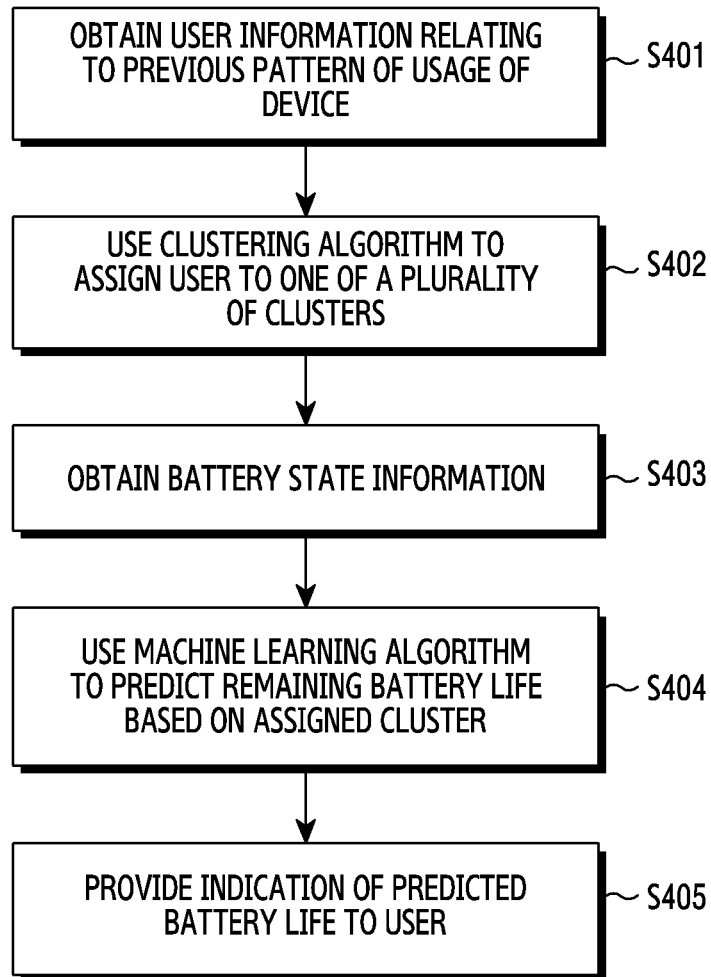 OBTAIN USER INFORMATION RELATING
TO PREVIOUS PATTERN OF USAGE OF
DEVICE
S401
USE CLUSTERING ALGORITHM TO
ASSIGN USER TO ONE OF A PLURALITY
OF CLUSTERS
S402
OBTAIN BATTERY STATE INFORMATION
S403
USE MACHINE LEARNING ALGORITHM
TO PREDICT REMAINING BATTERY LIFE
BASED ON ASSIGNED CLUSTER
S404
PROVIDE INDICATION OF PREDICTED
BATTERY LIFE TO USER
S405